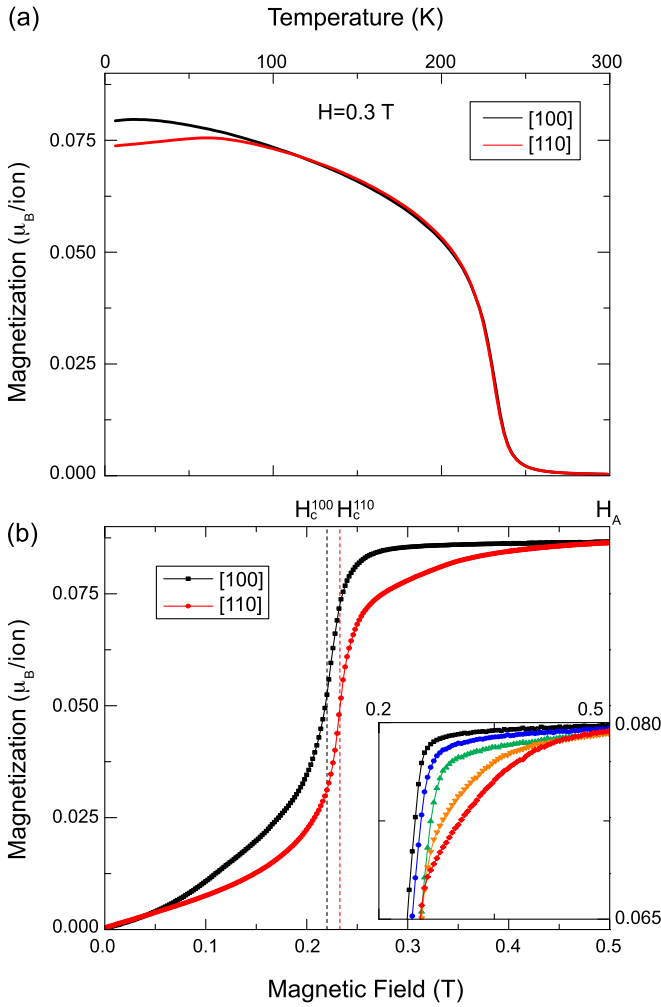 (a)
Temperature (K)
0 100 200 300
H=0.3 T
[100]
[110]
0.075
0.050
0.025
0.000
Magnetization (μB/ion)
(b)
Hc100 Hc110 HA
[100]
[110]
0.075
0.050
0.025
0.000
Magnetization (μB/ion)
0.2 0.5
0.080
0.065
0.0 0.1 0.2 0.3 0.4 0.5
Magnetic Field (T)